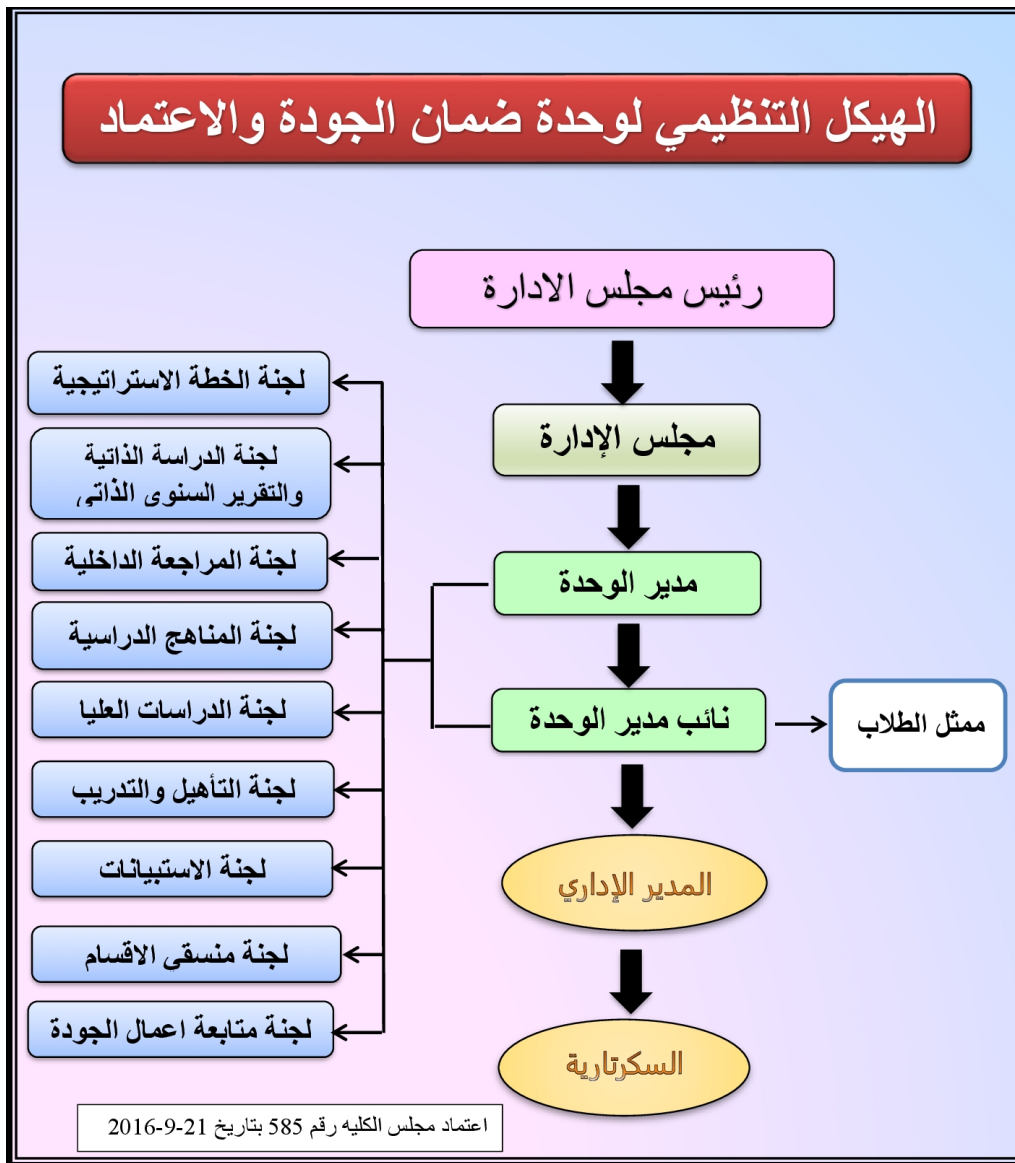 الهيكل التنظيمي لوحدة ضمان الجودة والاعتماد
رئيس مجلس الادارة
مجلس الإدارة
مدير الوحدة
نائب مدير الوحدة
ممثل الطلاب
المدير الإداري
السكرتارية
لجنة الخطة الاستراتيجية
لجنة الدراسة الذاتية
والتقرير السنوى الذاتى
لجنة المراجعة الداخلية
لجنة المناهج الدراسية
لجنة الدراسات العليا
لجنة التأهيل والتدريب
لجنة الاستبيانات
لجنة منسقى الاقسام
لجنة متابعة اعمال الجودة
اعتماد مجلس الكليه رقم 585 بتاريخ 21-9-2016